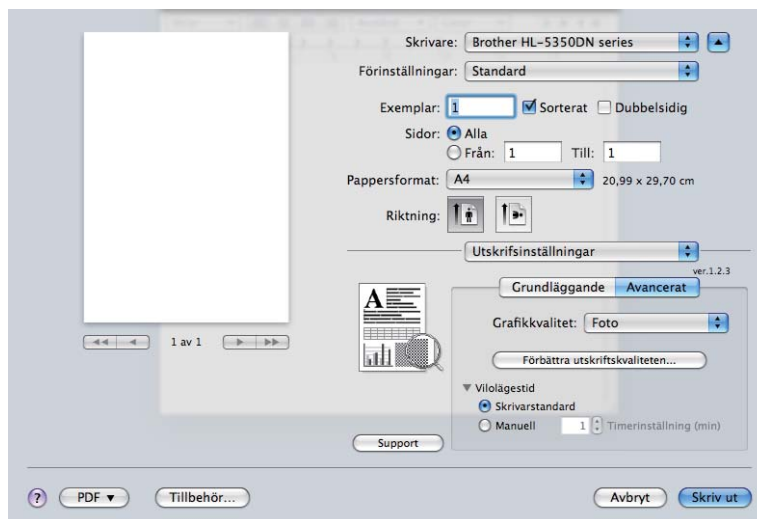 Skrivare: Brother HL-5350DN series
Förinställningar: Standard
Exemplar: 1 Sorterat Dubbelsidig
Sidor: Alla
Från: 1 Till: 1
Pappersformat: A4 20,99 x 29,70 cm
Riktning:
Utskrifsinställningar
ver.1.2.3
Grundläggande Avancerat
Grafikkvalitet: Foto
1 av 1
Förbättra utskriftskvaliteten...
Vilolägestid
Skrivarstandard
Manuell 1 Timerinställning (min)
Support
? PDF Tillbehör... Avbryt Skriv ut